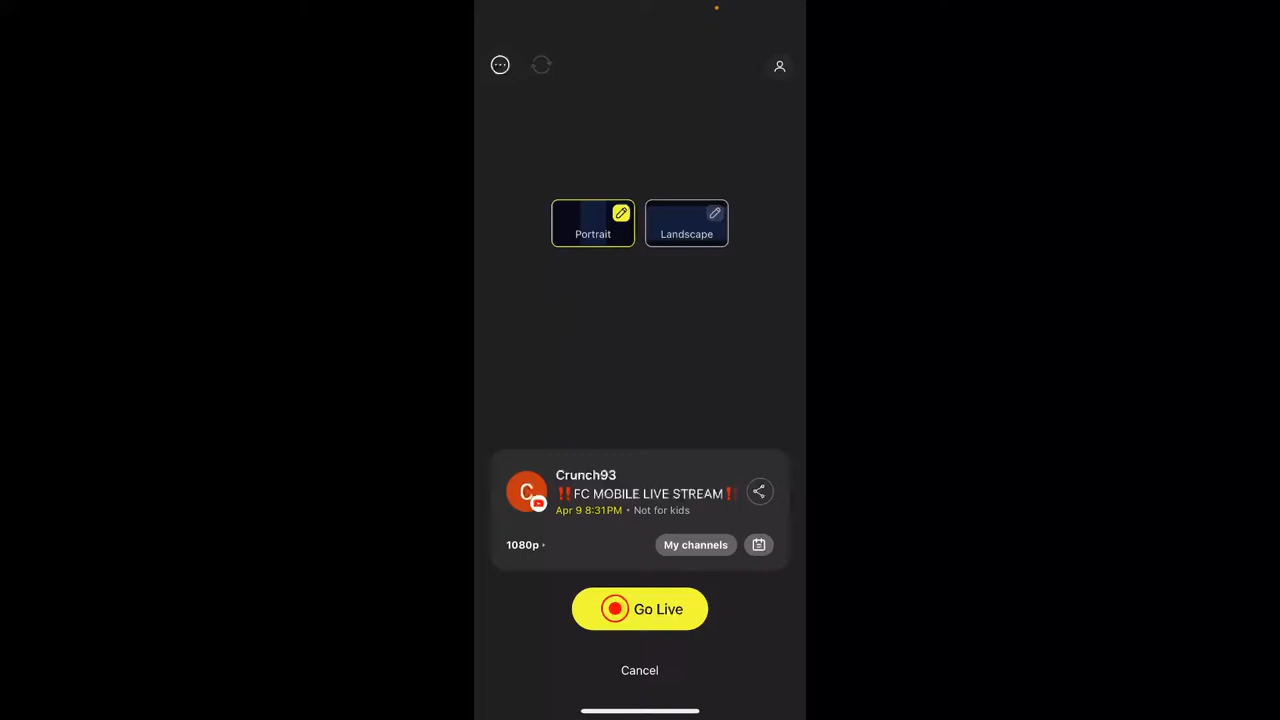 Portrait
Landscape
C
Crunch93
‼️FC MOBILE LIVE STREAM‼️
Apr 9 8:31PM • Not for kids
1080p
My channels
Go Live
Cancel